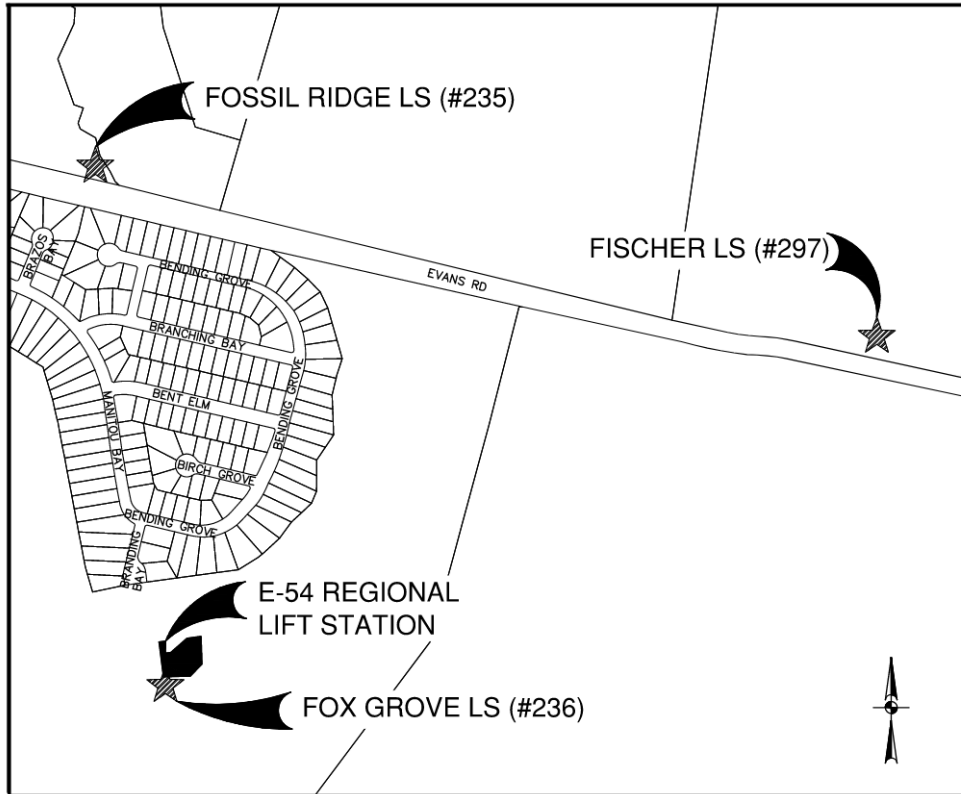 FOSSIL RIDGE LS (#235)
FISCHER LS (#297)
EVANS RD
BRAZOS
BAY
BENDING GROVE
BRANCHING BAY
BENDING GROVE
BENT ELM
MANITOU BAY
BIRCH GROVE
BENDING GROVE
BRANDING
BAY
E-54 REGIONAL
LIFT STATION
FOX GROVE LS (#236)